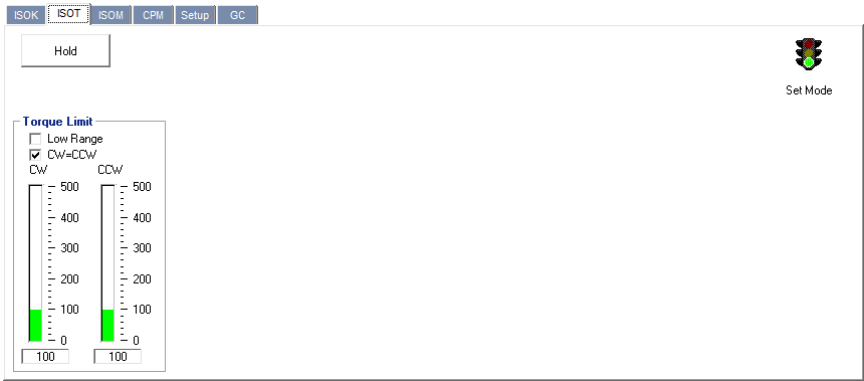 ISOK ISOT ISOM CPM Setup GC
Hold
Set Mode
Torque Limit
Low Range
CW=CCW
CW CCW
500 500
400 400
300 300
200 200
100 100
0 0
100 100